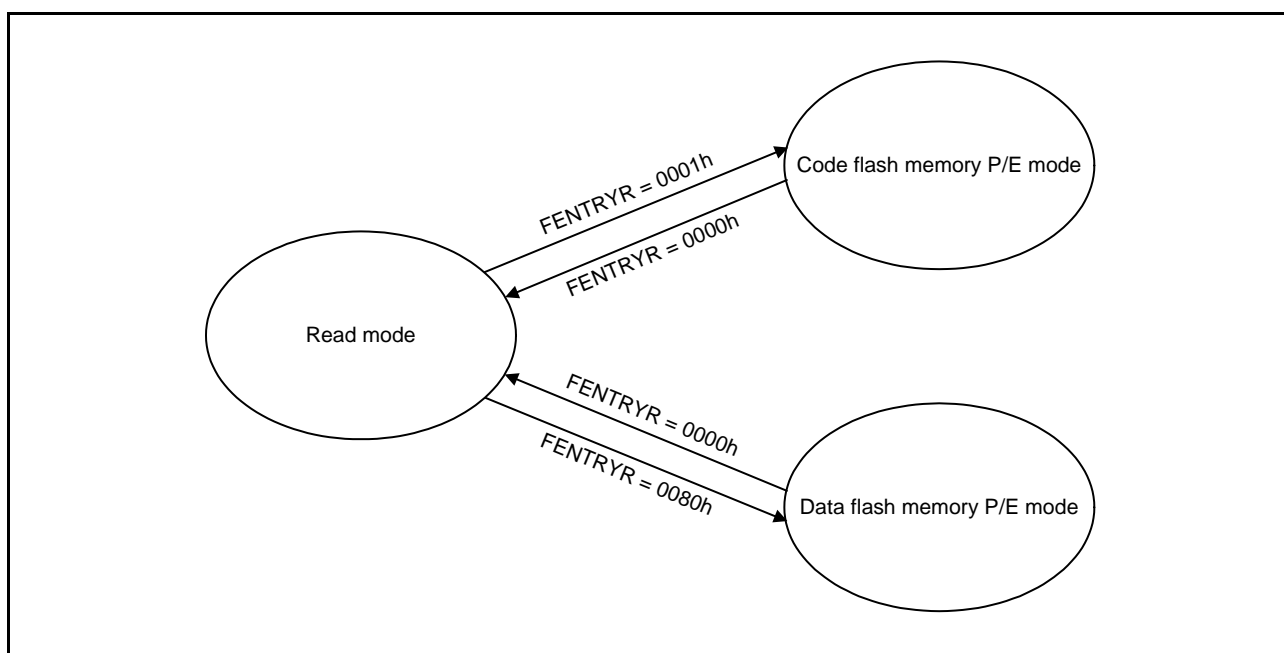 Code flash memory P/E mode
FENTRYR = 0001h
FENTRYR = 0000h
Read mode
FENTRYR = 0000h
FENTRYR = 0080h
Data flash memory P/E mode